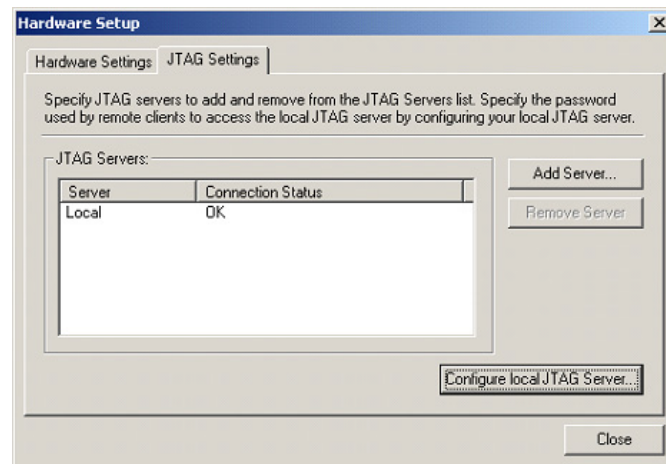 Hardware Setup
Hardware Settings
JTAG Settings
Specify JTAG servers to add and remove from the JTAG Servers list. Specify the password
used by remote clients to access the local JTAG server by configuring your local JTAG server.
JTAG Servers:
Server Connection Status
Local OK
Add Server...
Remove Server
Configure local JTAG Server...
Close